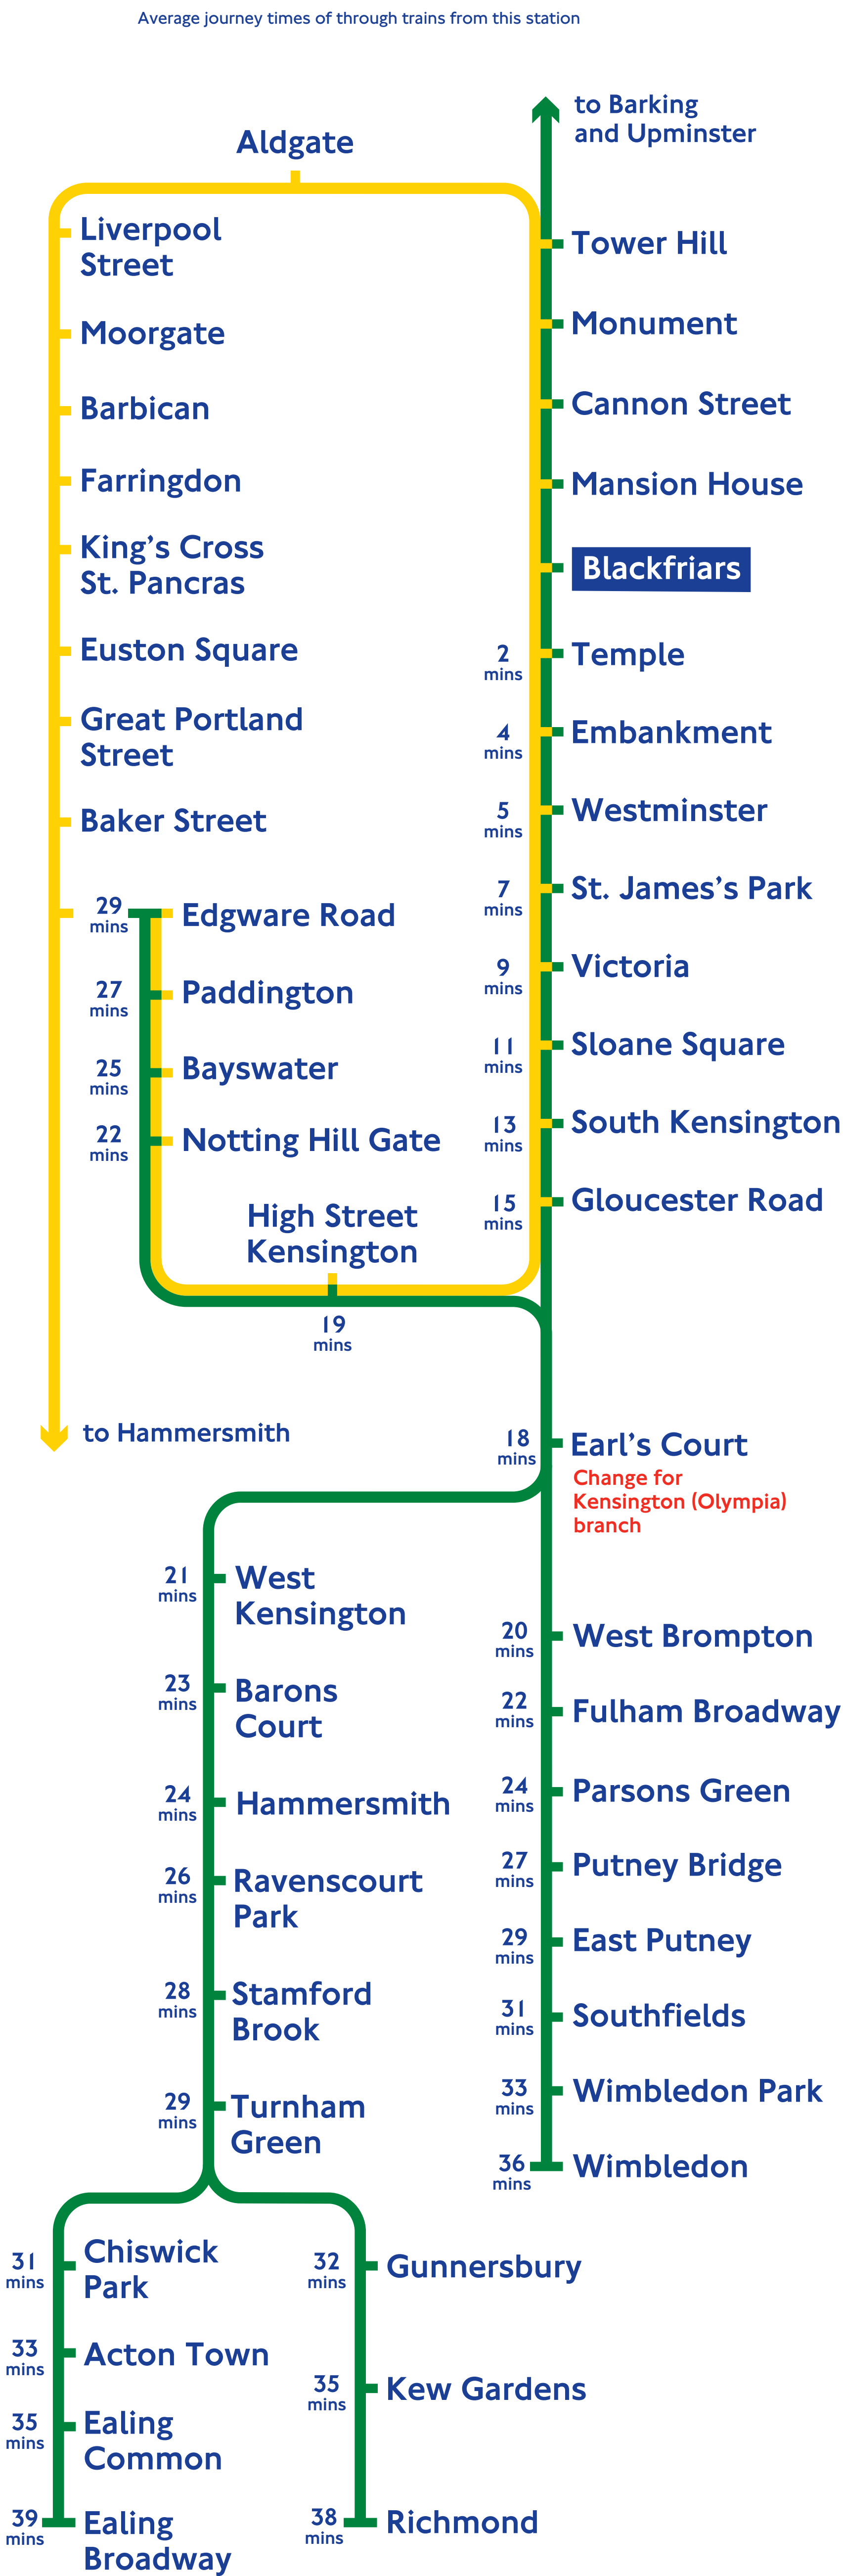 Average journey times of through trains from this station
to Barking
and Upminster
Aldgate
Liverpool
Street
Moorgate
Barbican
Farringdon
King's Cross
St. Pancras
Euston Square
Great Portland
Street
Baker Street
29
mins
Edgware Road
27
mins
Paddington
25
mins
Bayswater
22
mins
Notting Hill Gate
High Street
Kensington
19
mins
to Hammersmith
Tower Hill
Monument
Cannon Street
Mansion House
Blackfriars
2
mins
Temple
4
mins
Embankment
5
mins
Westminster
7
mins
St. James's Park
9
mins
Victoria
11
mins
Sloane Square
13
mins
South Kensington
15
mins
Gloucester Road
18
mins
Earl's Court
Change for
Kensington (Olympia)
branch
21
mins
West
Kensington
23
mins
Barons
Court
24
mins
Hammersmith
26
mins
Ravenscourt
Park
28
mins
Stamford
Brook
29
mins
Turnham
Green
20
mins
West Brompton
22
mins
Fulham Broadway
24
mins
Parsons Green
27
mins
Putney Bridge
29
mins
East Putney
31
mins
Southfields
33
mins
Wimbledon Park
36
mins
Wimbledon
31
mins
Chiswick
Park
33
mins
Acton Town
35
mins
Ealing
Common
39
mins
Ealing
Broadway
32
mins
Gunnersbury
35
mins
Kew Gardens
38
mins
Richmond